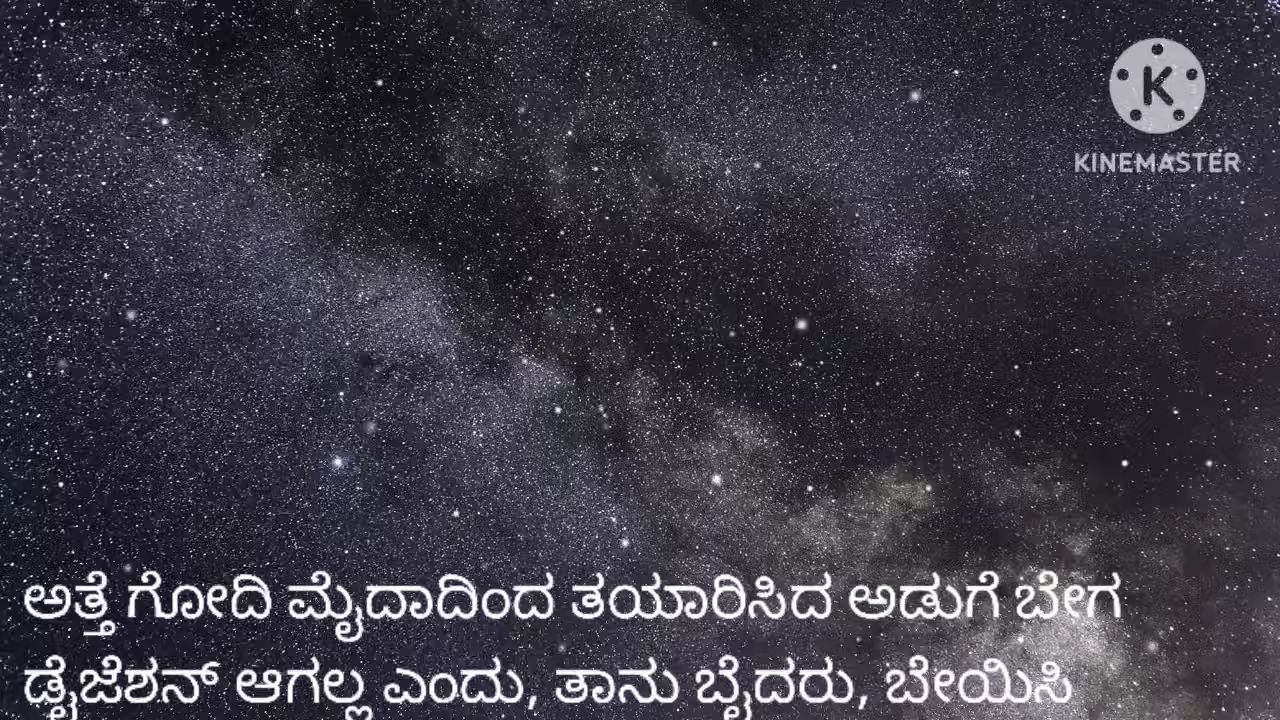 K
KINEMASTER
ಅತ್ತೆ ಗೋದಿ ಮೈದಾದಿಂದ ತಯಾರಿಸಿದ ಅಡುಗೆ ಬೇಗ
ಡೈಜೆಶನ್ ಆಗಲ್ಲ ಎಂದು, ತಾನು ಬೈದರು, ಬೇಯಿಸಿ